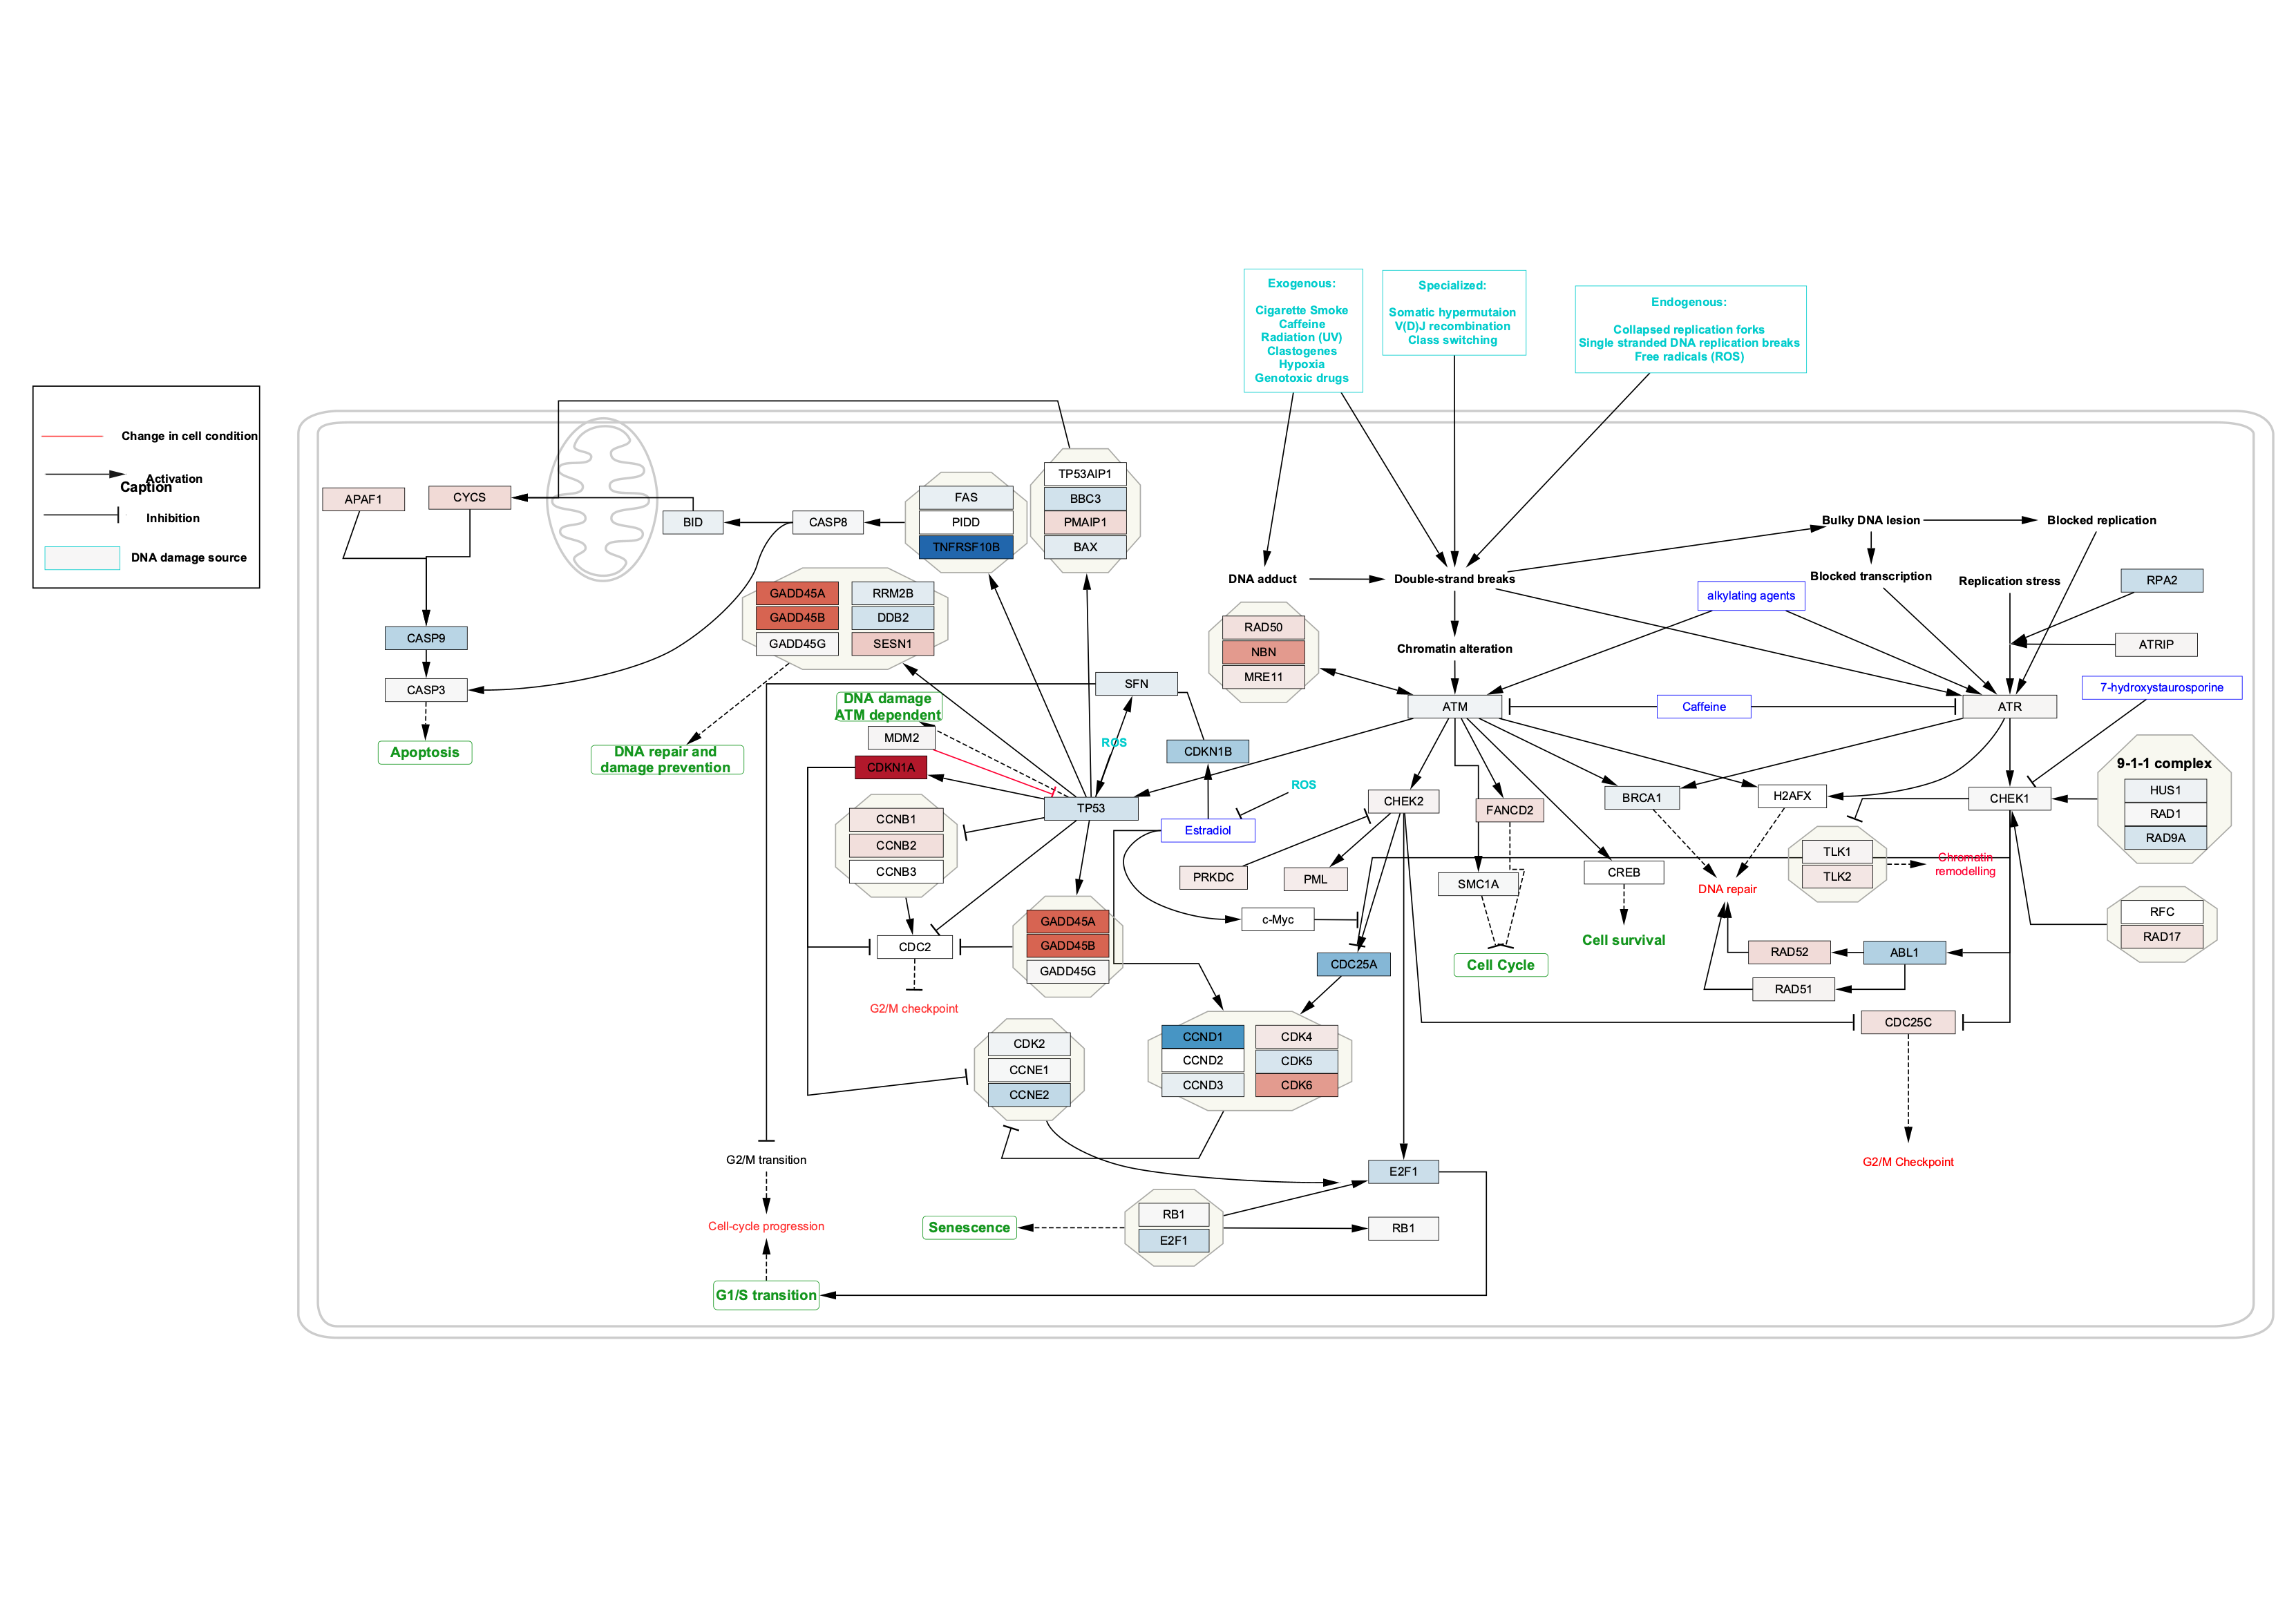 Exogenous:
Cigarette Smoke
Caffeine
Radiation (UV)
Clastogenes
Hypoxia
Genotoxic drugs
Specialized:
Somatic hypermutaion
V(D)J recombination
Class switching
Endogenous:
Collapsed replication forks
Single stranded DNA replication breaks
Free radicals (ROS)
Change in cell condition
Activation
Caption
Inhibition
DNA damage source
APAF1
CYCS
BID
CASP8
FAS
PIDD
TNFRSF10B
TP53AIP1
BBC3
PMAIP1
BAX
CASP9
CASP3
Apoptosis
GADD45A
GADD45B
GADD45G
RRM2B
DDB2
SESN1
DNA repair and
damage prevention
DNA damage
ATM dependent
MDM2
CDKN1A
SFN
ROS
CDKN1B
TP53
ROS
Estradiol
CCNB1
CCNB2
CCNB3
CDC2
G2/M checkpoint
GADD45A
GADD45B
GADD45G
CDK2
CCNE1
CCNE2
CCND1
CCND2
CCND3
CDK4
CDK5
CDK6
G2/M transition
Cell-cycle progression
G1/S transition
Senescence
RB1
E2F1
E2F1
RB1
DNA adduct
Double-strand breaks
Chromatin alteration
RAD50
NBN
MRE11
ATM
Caffeine
alkylating agents
Bulky DNA lesion
Blocked replication
Blocked transcription
Replication stress
RPA2
ATRIP
7-hydroxystaurosporine
ATR
CHEK2
FANCD2
BRCA1
H2AFX
CHEK1
9-1-1 complex
HUS1
RAD1
RAD9A
PRKDC
PML
SMC1A
CREB
DNA repair
TLK1
TLK2
Chromatin
remodelling
c-Myc
CDC25A
Cell Cycle
Cell survival
RAD52
ABL1
RAD51
RFC
RAD17
CDC25C
G2/M Checkpoint